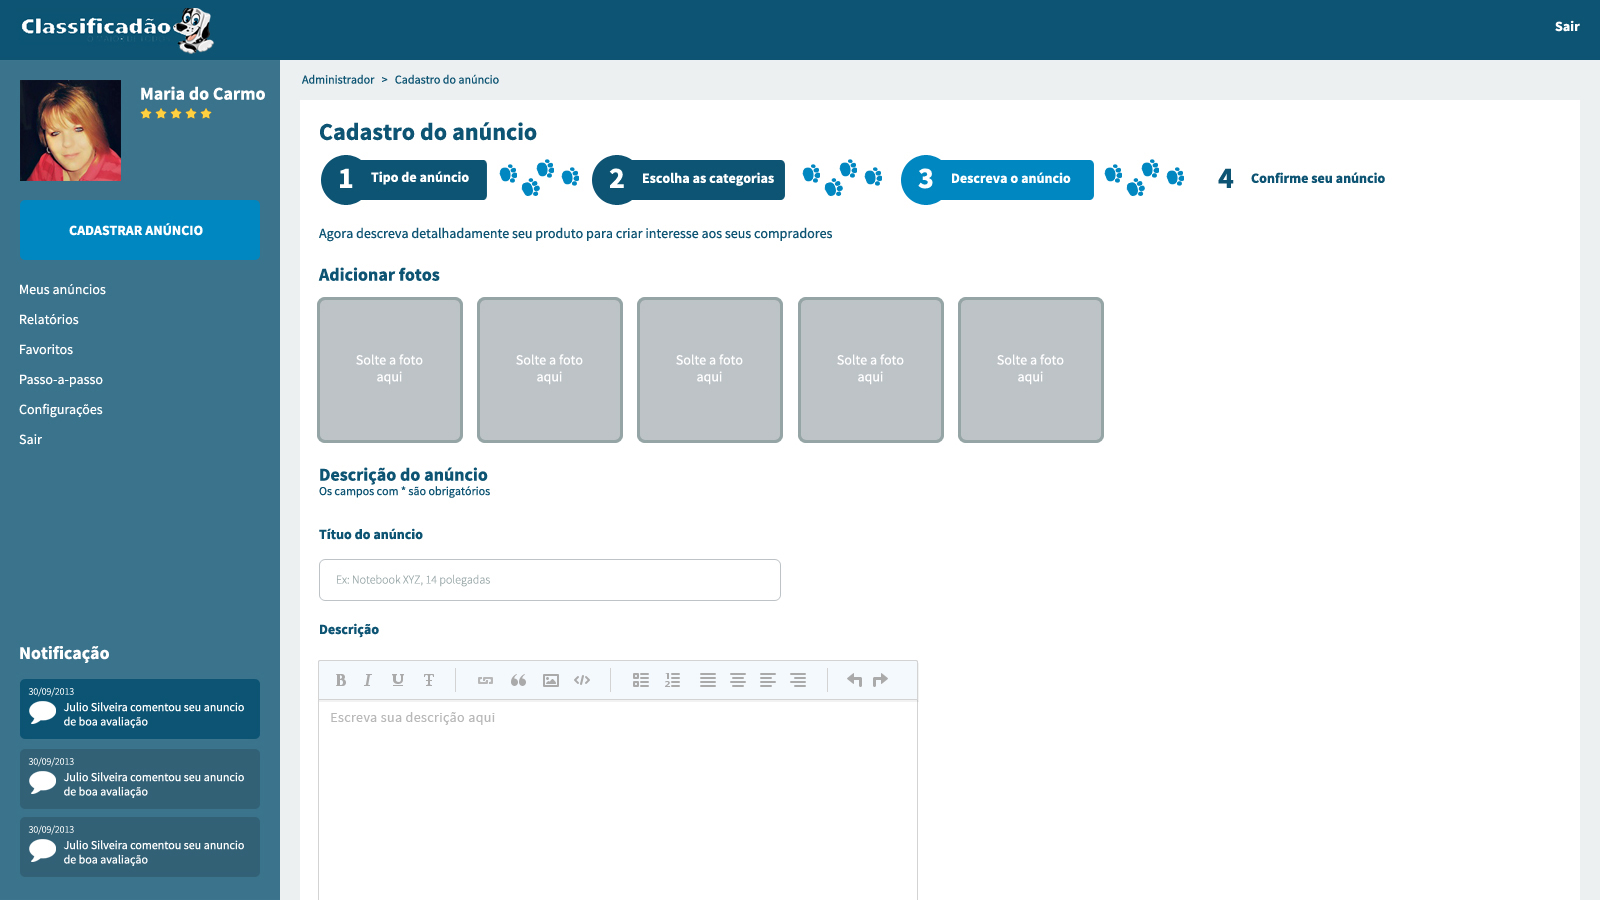 Classificadão
Sair
Maria do Carmo
CADASTRAR ANÚNCIO
Meus anúncios
Relatórios
Favoritos
Passo-a-passo
Configurações
Sair
Notificação
30/09/2013
Julio Silveira comentou seu anuncio
de boa avaliação
30/09/2013
Julio Silveira comentou seu anuncio
de boa avaliação
30/09/2013
Julio Silveira comentou seu anuncio
de boa avaliação
Administrador > Cadastro do anúncio
Cadastro do anúncio
1 Tipo de anúncio
2 Escolha as categorias
3 Descreva o anúncio
4 Confirme seu anúncio
Agora descreva detalhadamente seu produto para criar interesse aos seus compradores
Adicionar fotos
Solte a foto
aqui
Solte a foto
aqui
Solte a foto
aqui
Solte a foto
aqui
Solte a foto
aqui
Descrição do anúncio
Os campos com * são obrigatórios
Títuo do anúncio
Ex: Notebook XYZ, 14 polegadas
Descrição
B I U T
Escreva sua descrição aqui